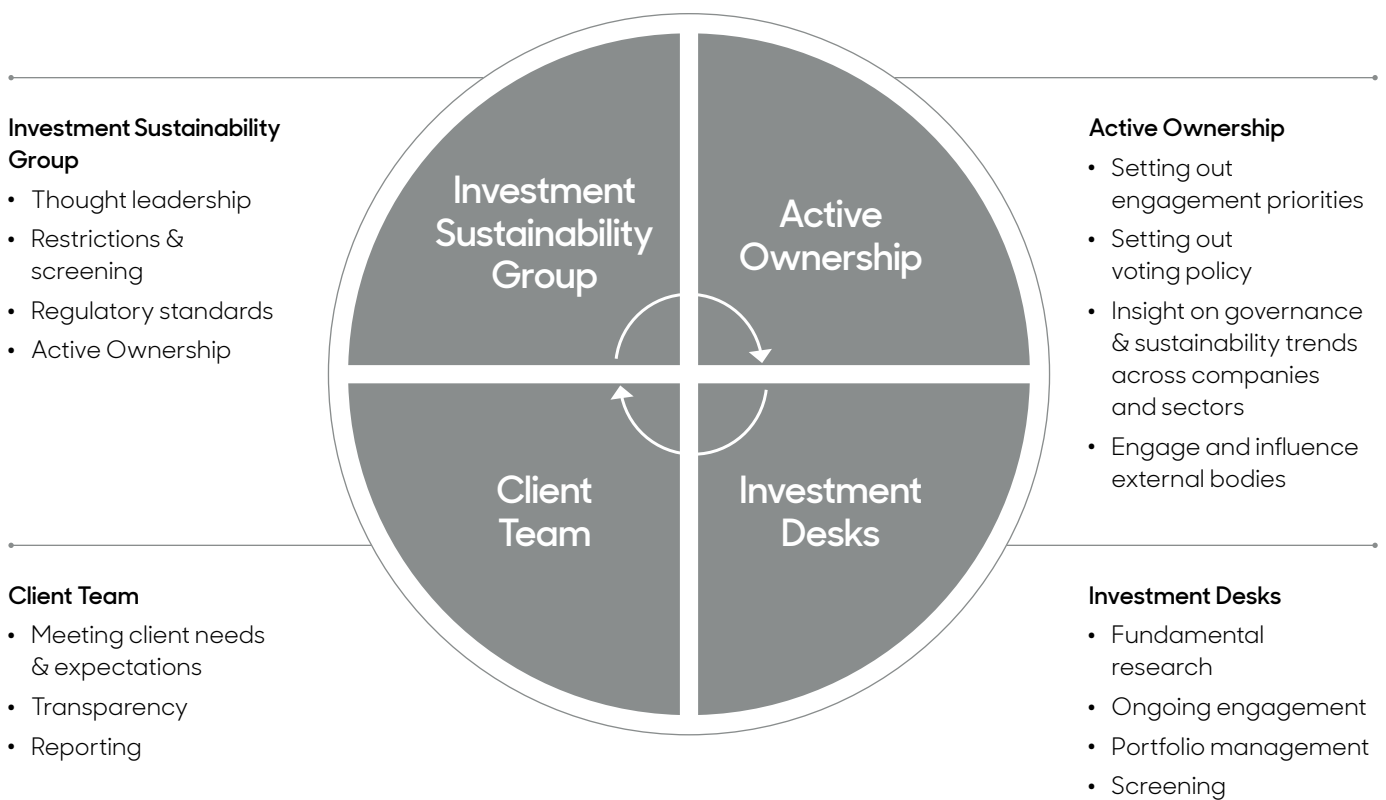 Investment Sustainability
Group
• Thought leadership
• Restrictions &
screening
• Regulatory standards
• Active Ownership
Investment
Sustainability
Group
Active
Ownership
Active Ownership
• Setting out
engagement priorities
• Setting out
voting policy
• Insight on governance
& sustainability trends
across companies
and sectors
• Engage and influence
external bodies
Client Team
• Meeting client needs
& expectations
• Transparency
• Reporting
Client
Team
Investment
Desks
Investment Desks
• Fundamental
research
• Ongoing engagement
• Portfolio management
• Screening